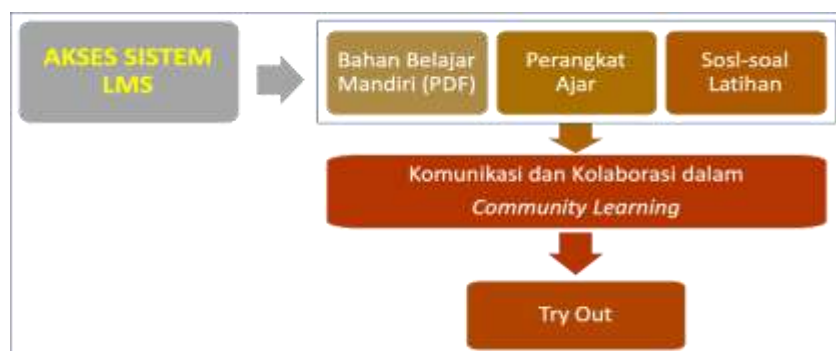 AKSES SISTEM
LMS
Bahan Belajar
Mandiri (PDF)
Perangkat
Ajar
Sosi-soal
Latihan
Komunikasi dan Kolaborasi dalam
Community Learning
Try Out